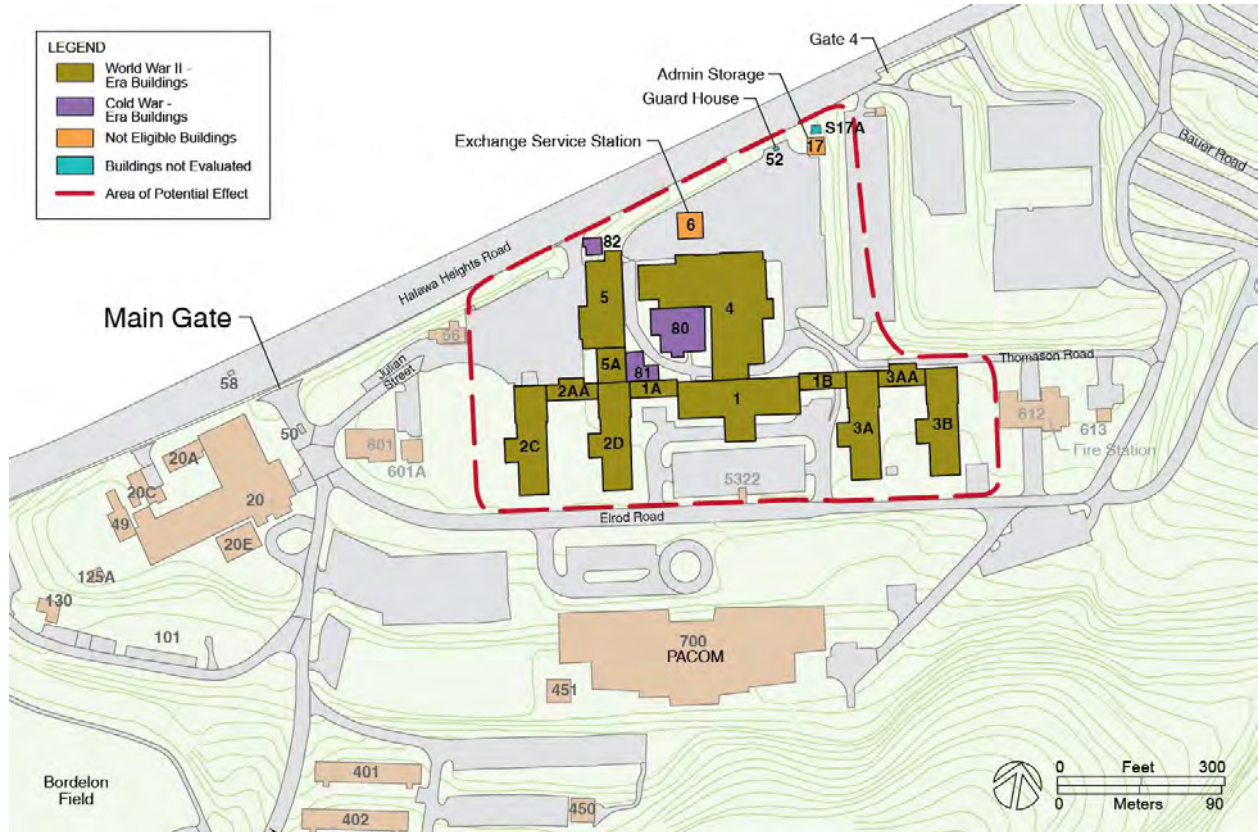 LEGEND
World War II -
Era Buildings
Cold War -
Era Buildings
Not Eligible Buildings
Buildings not Evaluated
Area of Potential Effect
Gate 4
Admin Storage
Guard House
Exchange Service Station
S17A
17
52
Bauer Road
6
82
Halawa Heights Road
5
4
Main Gate
80
56
Julian
Street
Thomason Road
58
5A
81
2AA
1A
1
1B
3AA
50
601
601A
2C
2D
3A
3B
612
613
Fire Station
20A
20C
20
49
20E
5322
Elrod Road
125A
130
101
700
PACOM
451
401
402
450
Bordelon
Field
0 Feet 300
0 Meters 90